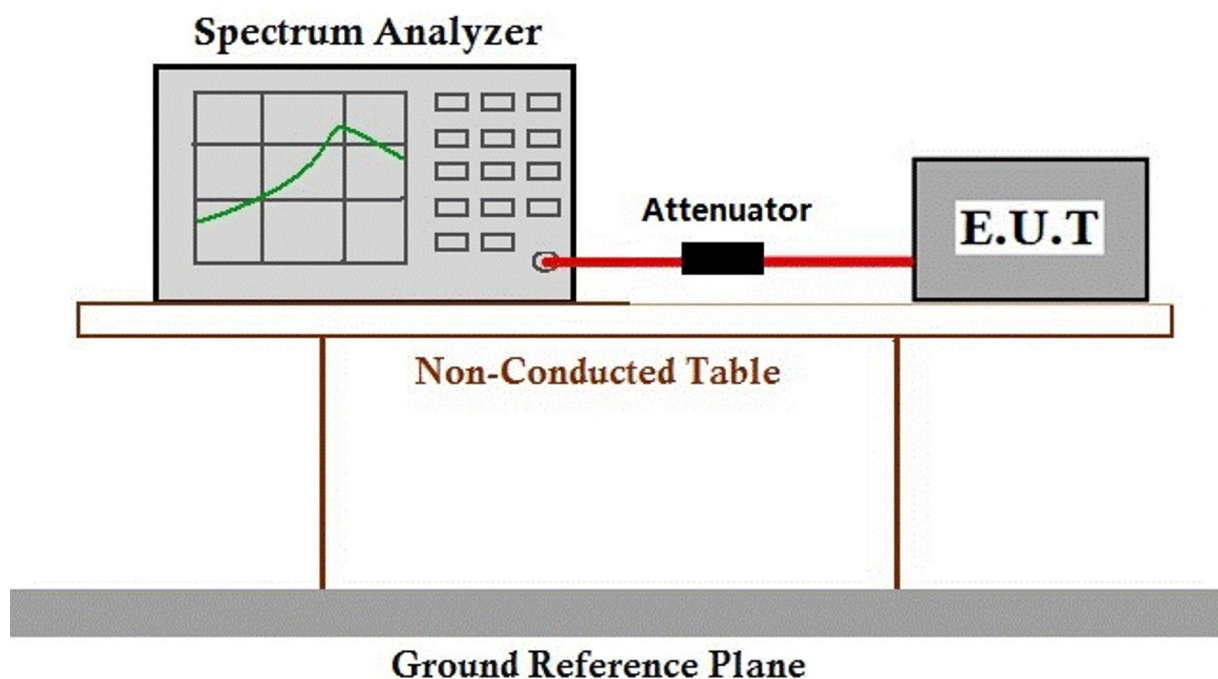 Spectrum Analyzer
Attenuator
E.U.T
Non-Conducted Table
Ground Reference Plane